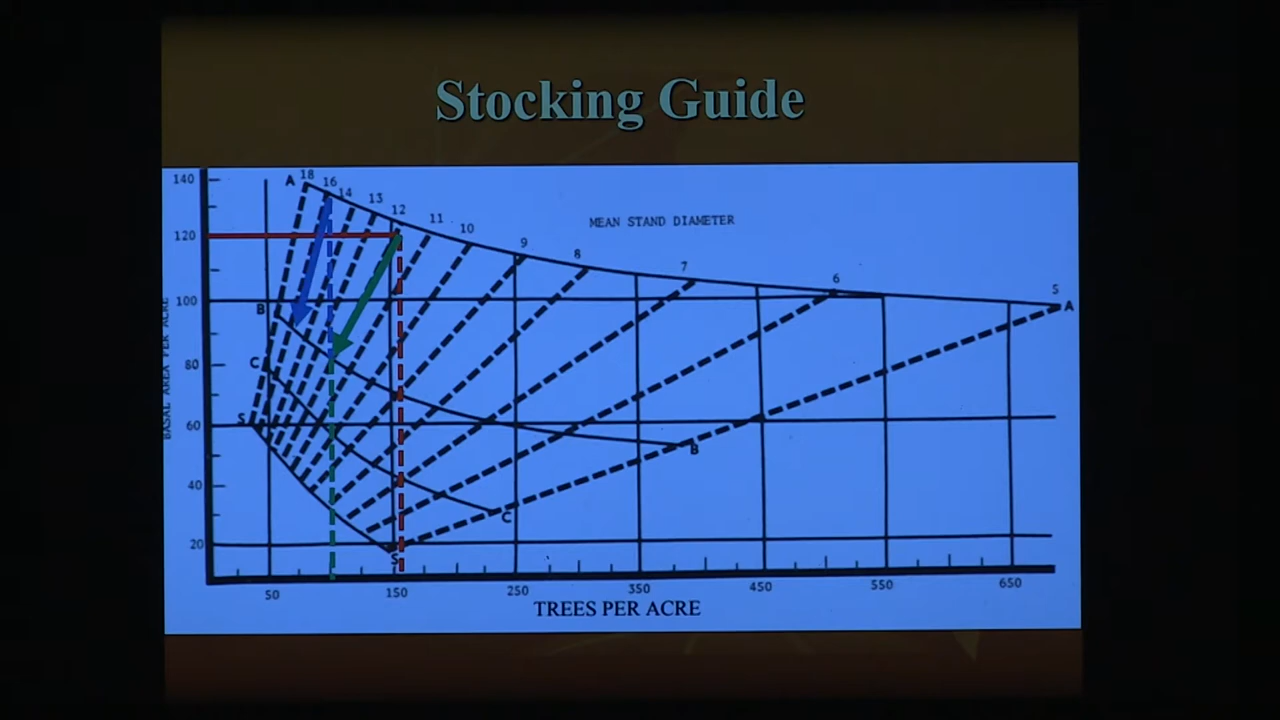 Stocking Guide
A 18 16 14 13 12 11 10 9 8 7 6 S
MEAN STAND DIAMETER
140
120
100
80
60
40
20
BASAL AREA PER ACRE
A
B
C
S
B
C
S
50 150 250 350 450 550 650
TREES PER ACRE